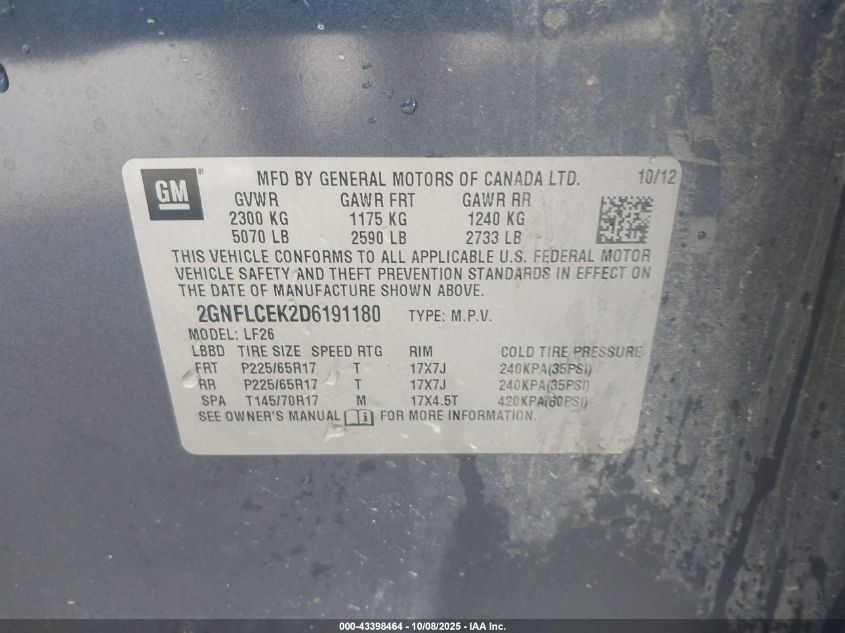 GM
MFD BY GENERAL MOTORS OF CANADA LTD. 10/12
GVWR GAWR FRT GAWR RR
2300 KG 1175 KG 1240 KG
5070 LB 2590 LB 2733 LB
THIS VEHICLE CONFORMS TO ALL APPLICABLE U.S. FEDERAL MOTOR
VEHICLE SAFETY AND THEFT PREVENTION STANDARDS IN EFFECT ON
THE DATE OF MANUFACTURE SHOWN ABOVE.
2GNFLCEK2D6191180 TYPE: M.P.V.
MODEL: LF26
LBBD TIRE SIZE SPEED RTG RIM COLD TIRE PRESSURE
FRT P225/65R17 T 17X7J 240KPA(35PSI)
RR P225/65R17 T 17X7J 240KPA(35PSI)
SPA T145/70R17 M 17X4.5T 420KPA(60PSI)
SEE OWNER'S MANUAL i FOR MORE INFORMATION.
000-43398464 - 10/08/2025 - IAA Inc.